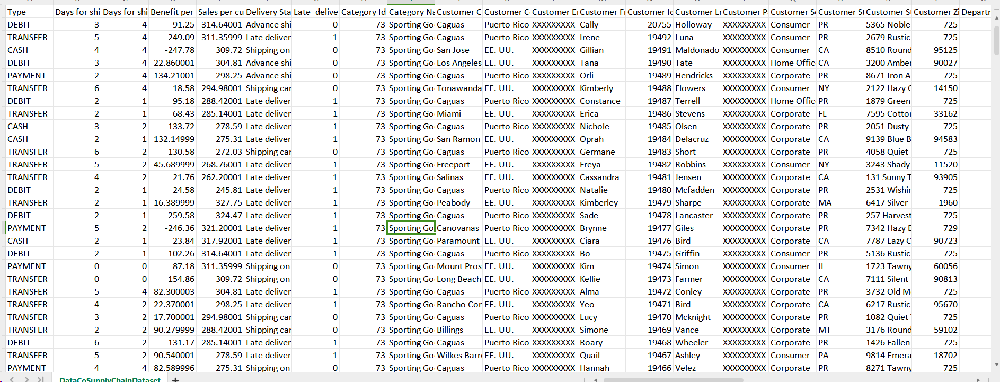 Type Days for shi Days for shi Benefit per Sales per cu Delivery Sta Late_deliver Category Id Category Na Customer C Customer C Customer E Customer Fr Customer Id Customer L Customer Pa Customer Se Customer St Customer St Customer Zi Departr
DEBIT 3 4 91.25 314.64001 Advance shi 0 73 Sporting Go Caguas Puerto Rico XXXXXXXXX Cally 20755 Holloway XXXXXXXXX Consumer PR 5365 Noble 725
TRANSFER 5 4 -249.09 311.35999 Late deliver 1 73 Sporting Go Caguas Puerto Rico XXXXXXXXX Irene 19492 Luna XXXXXXXXX Consumer PR 2679 Rustic 725
CASH 4 4 -247.78 309.72 Shipping on 0 73 Sporting Go San Jose EE. UU. XXXXXXXXX Gillian 19491 Maldonado XXXXXXXXX Consumer CA 8510 Round 95125
DEBIT 3 4 22.860001 304.81 Advance shi 0 73 Sporting Go Los Angeles EE. UU. XXXXXXXXX Tana 19490 Tate XXXXXXXXX Home Offic CA 3200 Amber 90027
PAYMENT 2 4 134.21001 298.25 Advance shi 0 73 Sporting Go Caguas Puerto Rico XXXXXXXXX Orli 19489 Hendricks XXXXXXXXX Corporate PR 8671 Iron A 725
TRANSFER 6 4 18.58 294.98001 Shipping can 0 73 Sporting Go Tonawanda EE. UU. XXXXXXXXX Kimberly 19488 Flowers XXXXXXXXX Consumer NY 2122 Hazy 14150
DEBIT 2 1 95.18 288.42001 Late deliver 1 73 Sporting Go Caguas Puerto Rico XXXXXXXXX Constance 19487 Terrell XXXXXXXXX Home Offic PR 1879 Green 725
TRANSFER 2 1 68.43 285.14001 Late deliver 1 73 Sporting Go Miami EE. UU. XXXXXXXXX Erica 19486 Stevens XXXXXXXXX Corporate FL 7595 Cottor 33162
CASH 3 2 133.72 278.59 Late deliver 1 73 Sporting Go Caguas Puerto Rico XXXXXXXXX Nichole 19485 Olsen XXXXXXXXX Corporate PR 2051 Dusty 725
CASH 2 1 132.14999 275.31 Late deliver 1 73 Sporting Go San Ramon EE. UU. XXXXXXXXX Oprah 19484 Delacruz XXXXXXXXX Corporate CA 9139 Blue B 94583
TRANSFER 6 2 130.58 272.03 Shipping can 0 73 Sporting Go Caguas Puerto Rico XXXXXXXXX Germane 19483 Short XXXXXXXXX Corporate PR 4058 Quiet 725
TRANSFER 5 2 45.689999 268.76001 Late deliver 1 73 Sporting Go Freeport EE. UU. XXXXXXXXX Freya 19482 Robbins XXXXXXXXX Consumer NY 3243 Shady 11520
TRANSFER 4 2 21.76 262.20001 Late deliver 1 73 Sporting Go Salinas EE. UU. XXXXXXXXX Cassandra 19481 Jensen XXXXXXXXX Corporate CA 131 Sunny T 93905
DEBIT 2 1 24.58 245.81 Late deliver 1 73 Sporting Go Caguas Puerto Rico XXXXXXXXX Natalie 19480 Mcfadden XXXXXXXXX Corporate PR 2531 Wishir 725
TRANSFER 2 1 16.389999 327.75 Late deliver 1 73 Sporting Go Peabody EE. UU. XXXXXXXXX Kimberley 19479 Sharpe XXXXXXXXX Corporate MA 6417 Silver 1960
DEBIT 2 1 -259.58 324.47 Late deliver 1 73 Sporting Go Caguas Puerto Rico XXXXXXXXX Sade 19478 Lancaster XXXXXXXXX Corporate PR 257 Harvest 725
PAYMENT 5 2 -246.36 321.20001 Late deliver 1 73 Sporting Go Canovanas Puerto Rico XXXXXXXXX Brynne 19477 Giles XXXXXXXXX Corporate PR 7342 Hazy B 729
CASH 2 1 23.84 317.92001 Late deliver 1 73 Sporting Go Paramount EE. UU. XXXXXXXXX Ciara 19476 Bird XXXXXXXXX Corporate CA 7787 Lazy C 90723
DEBIT 2 1 102.26 314.64001 Late deliver 1 73 Sporting Go Caguas Puerto Rico XXXXXXXXX Bo 19475 Griffin XXXXXXXXX Consumer PR 5136 Rustic 725
PAYMENT 0 0 87.18 311.35999 Shipping on 0 73 Sporting Go Mount Pros EE. UU. XXXXXXXXX Kim 19474 Simon XXXXXXXXX Consumer IL 1723 Tawny 60056
TRANSFER 0 0 154.86 309.72 Shipping on 0 73 Sporting Go Long Beach EE. UU. XXXXXXXXX Kellie 19473 Farmer XXXXXXXXX Corporate CA 7111 Silent 90813
TRANSFER 5 4 82.300003 304.81 Late deliver 1 73 Sporting Go Caguas Puerto Rico XXXXXXXXX Alma 19472 Conley XXXXXXXXX Corporate PR 3732 Old M 725
TRANSFER 4 2 22.370001 298.25 Late deliver 1 73 Sporting Go Rancho Cor EE. UU. XXXXXXXXX Yeo 19471 Bird XXXXXXXXX Corporate CA 6217 Rustic 95670
TRANSFER 3 2 17.700001 294.98001 Shipping can 0 73 Sporting Go Caguas Puerto Rico XXXXXXXXX Lucy 19470 Mcknight XXXXXXXXX Corporate PR 1082 Quiet 725
TRANSFER 2 2 90.279999 288.42001 Shipping can 0 73 Sporting Go Billings EE. UU. XXXXXXXXX Simone 19469 Vance XXXXXXXXX Corporate MT 3176 Round 59102
DEBIT 6 2 131.17 285.14001 Late deliver 1 73 Sporting Go Caguas Puerto Rico XXXXXXXXX Roary 19468 Wheeler XXXXXXXXX Corporate PR 1426 Fallen 725
TRANSFER 5 2 90.540001 278.59 Late deliver 1 73 Sporting Go Wilkes Barr EE. UU. XXXXXXXXX Quail 19467 Ashley XXXXXXXXX Consumer PA 9814 Emera 18702
PAYMENT 4 4 82.589996 275.31 Shipping on 0 73 Sporting Go Caguas Puerto Rico XXXXXXXXX Hannah 19466 Velez XXXXXXXXX Corporate PR 8271 Tawny 725
DataCoSupplyChainDataset